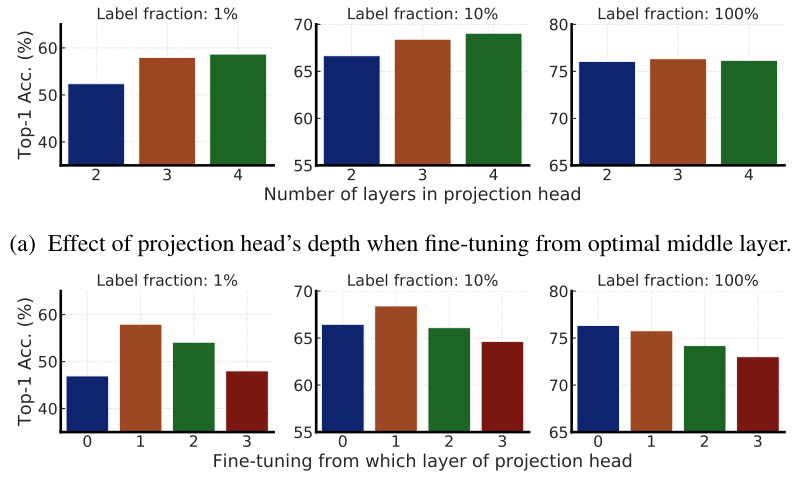 Label fraction: 1% Label fraction: 10% Label fraction: 100%
Top-1 Acc. (%)
60
50
40
70
65
60
55
80
75
70
65
2 3 4 2 3 4 2 3 4
Number of layers in projection head
(a) Effect of projection head's depth when fine-tuning from optimal middle layer.
Label fraction: 1% Label fraction: 10% Label fraction: 100%
Top-1 Acc. (%)
60
50
40
70
65
60
55
80
75
70
65
0 1 2 3 0 1 2 3 0 1 2 3
Fine-tuning from which layer of projection head